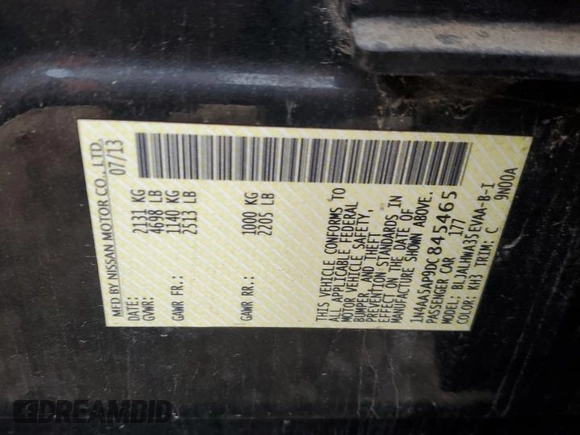 MFD BY NISSAN MOTOR CO., LTD.
DATE: 07/13
GVWR: 2131 KG
4698 LB
GAWR FR.: 1140 KG
2513 LB
GAWR RR.: 1000 KG
2205 LB
THIS VEHICLE CONFORMS TO
ALL APPLICABLE FEDERAL
MOTOR VEHICLE SAFETY,
BUMPER AND THEFT
PREVENTION STANDARDS IN
EFFECT ON THE DATE OF
MANUFACTURE SHOWN ABOVE.
1N4AA5AP9DC845465
PASSENGER CAR 177
MODEL: BLJALHWA35EVAA-B-I
COLOR: KH3 TRIM: C 9N00A
DREAMBID